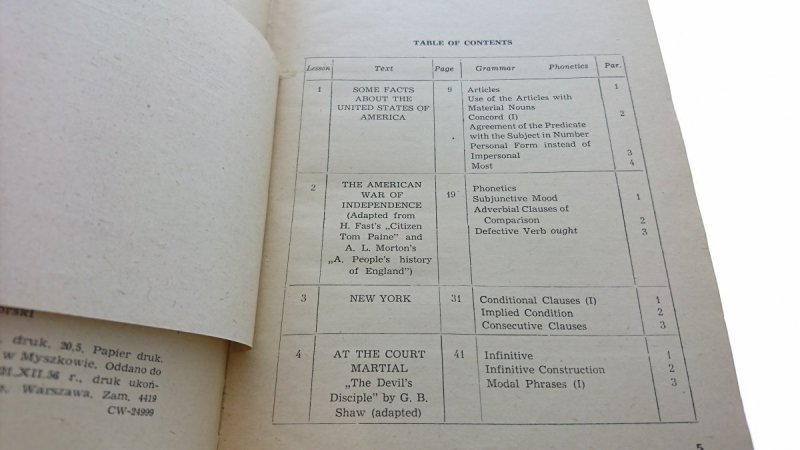 orski
druk. 20,5. Papier druk.
w Myszkowie. Oddano do
XII.56 r., druk ukoń-
Warszawa. Zam. 4419
CW-24999
TABLE OF CONTENTS
Lesson Text Page Grammar Phonetics Par.
1 SOME FACTS 9 Articles 1
ABOUT THE Use of the Articles with
UNITED STATES OF Material Nouns
AMERICA Concord (I) 2
Agreement of the Predicate
with the Subject in Number
Personal Form instead of
Impersonal 3
Most 4
2 THE AMERICAN 19 Phonetics
WAR OF Subjunctive Mood 1
INDEPENDENCE Adverbial Clauses of
(Adapted from Comparison 2
H. Fast's „Citizen Defective Verb ought 3
Tom Paine" and
A. L. Morton's
„A. People's history
of England")
3 NEW YORK 31 Conditional Clauses (I) 1
Implied Condition 2
Consecutive Clauses 3
4 AT THE COURT 41 Infinitive 1
MARTIAL Infinitive Construction 2
„The Devil's Modal Phrases (I) 3
Disciple" by G. B.
Shaw (adapted)
5